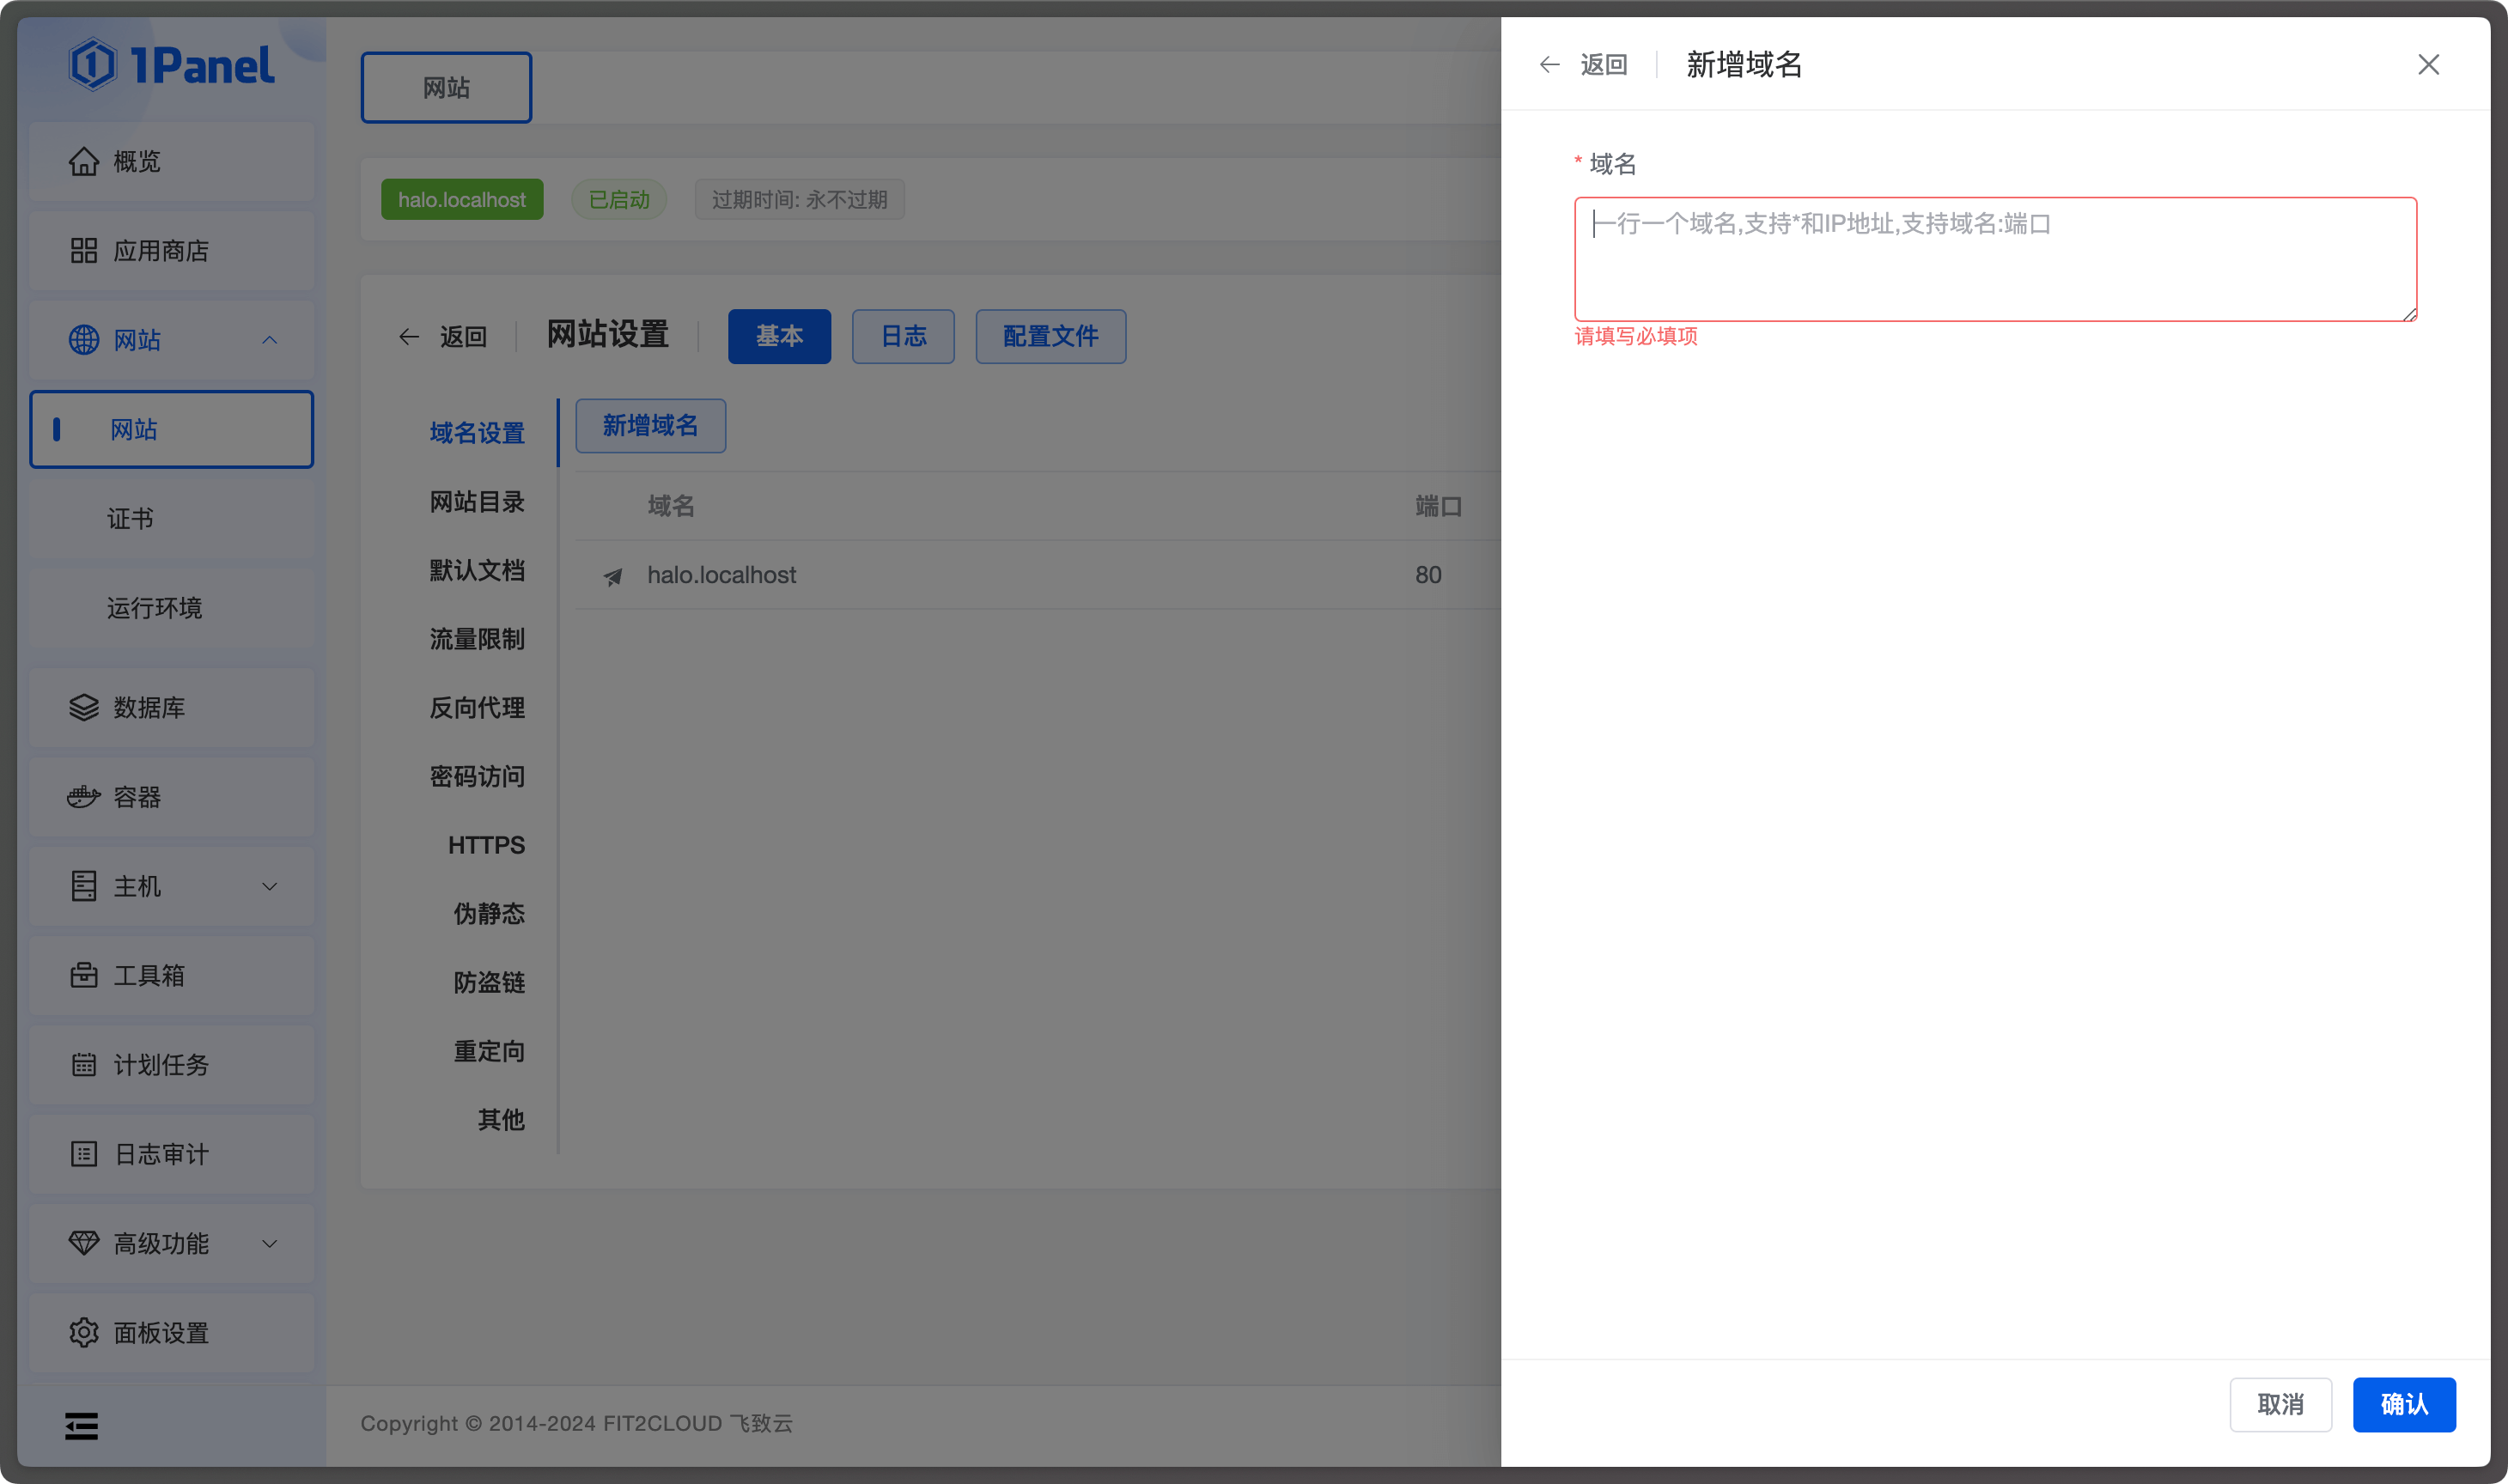 1Panel
概览
应用商店
网站
网站
证书
运行环境
数据库
容器
主机
工具箱
计划任务
日志审计
高级功能
面板设置
网站
halo.localhost 已启动 过期时间: 永不过期
返回 网站设置 基本 日志 配置文件
域名设置
网站目录
默认文档
流量限制
反向代理
密码访问
HTTPS
伪静态
防盗链
重定向
其他
新增域名
域名 端口
halo.localhost 80
Copyright © 2014-2024 FIT2CLOUD 飞致云
返回 新增域名
* 域名
一行一个域名,支持*和IP地址,支持域名:端口
请填写必填项
取消 确认